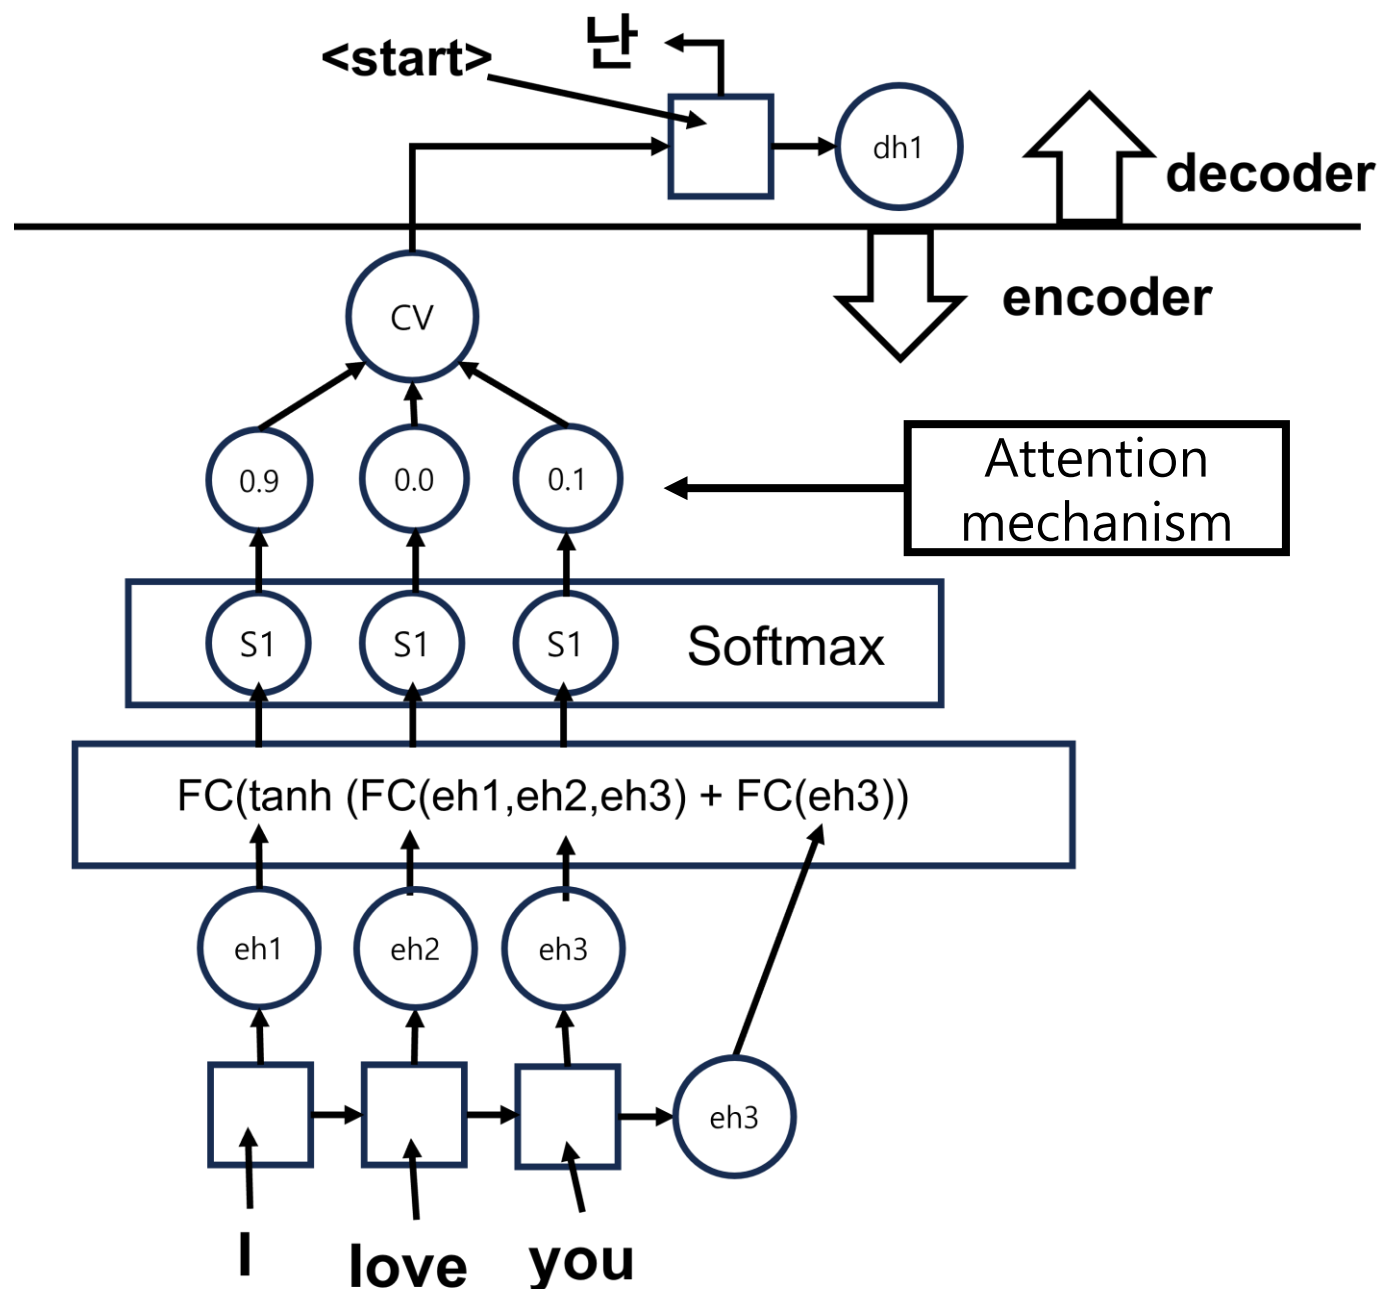 <start>
난
dh1
decoder
CV
encoder
0.9
0.0
0.1
Attention
mechanism
S1
S1
S1
Softmax
FC(tanh (FC(eh1,eh2,eh3) + FC(eh3))
eh1
eh2
eh3
eh3
I
love
you